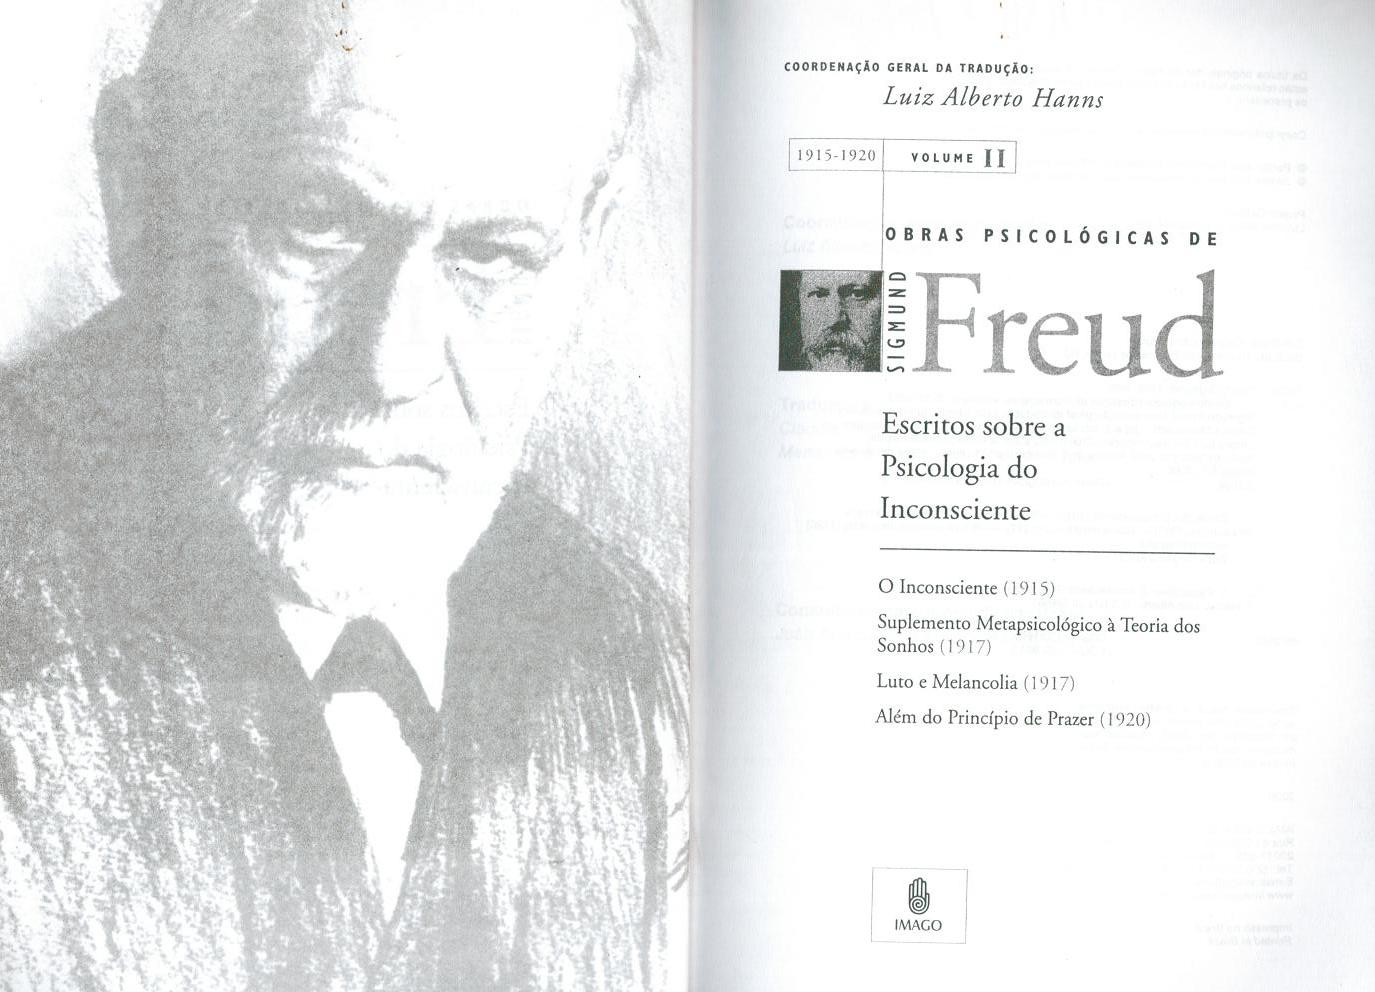 COORDENAÇÃO GERAL DA TRADUÇÃO:
Luiz Alberto Hanns
1915-1920 VOLUME II
OBRAS PSICOLÓGICAS DE
SIGMUND
Freud
Escritos sobre a
Psicologia do
Inconsciente
O Inconsciente (1915)
Suplemento Metapsicológico à Teoria dos
Sonhos (1917)
Luto e Melancolia (1917)
Além do Princípio de Prazer (1920)
IMAGO